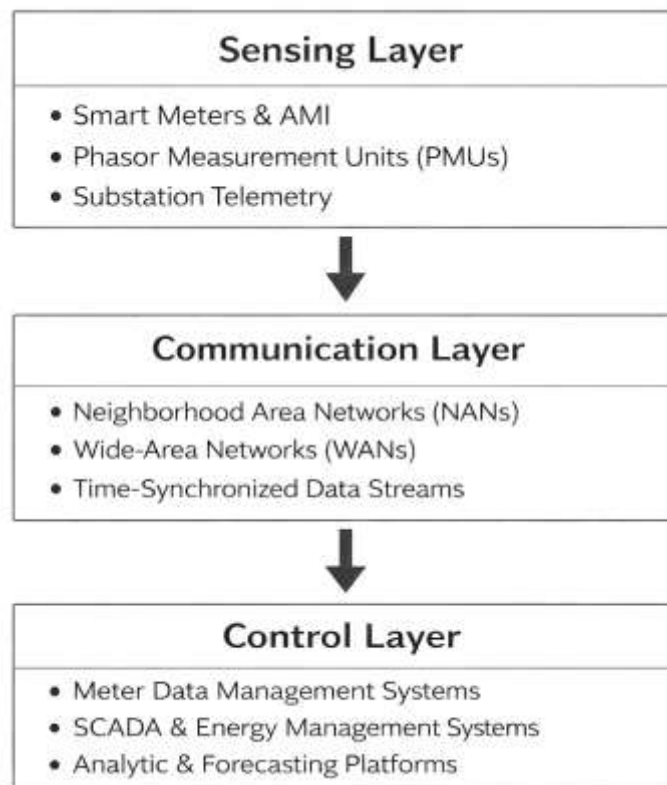 Sensing Layer
• Smart Meters & AMI
• Phasor Measurement Units (PMUs)
• Substation Telemetry
Communication Layer
• Neighborhood Area Networks (NANs)
• Wide-Area Networks (WANs)
• Time-Synchronized Data Streams
Control Layer
• Meter Data Management Systems
• SCADA & Energy Management Systems
• Analytic & Forecasting Platforms